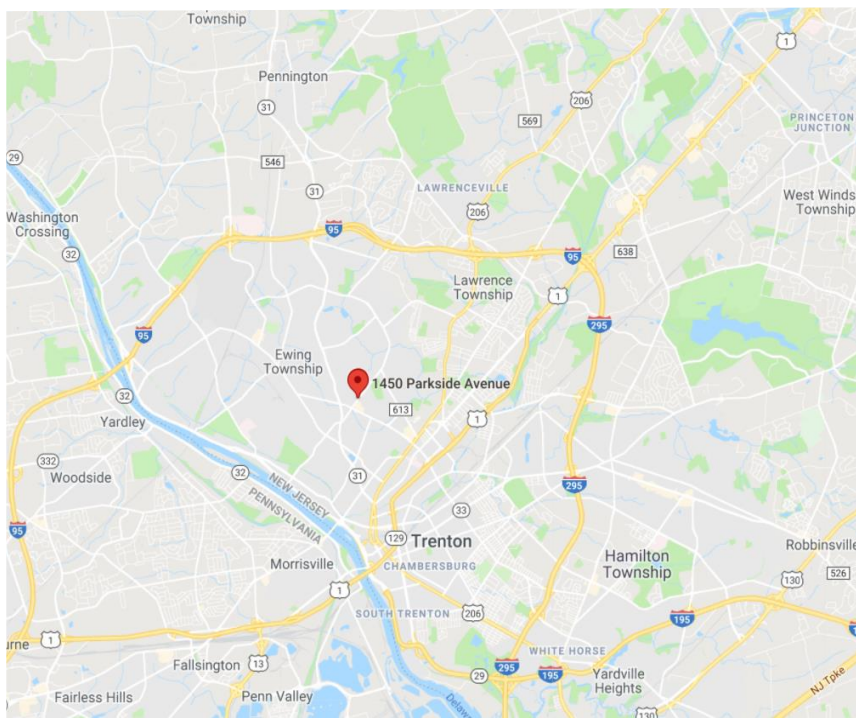 Township
1
Pennington
31
206
569
PRINCETON
JUNCTION
29
546
31
LAWRENCEVILLE
206
West Winds
Township
Washington
Crossing
95
32
95
638
Lawrence
Township
1
295
95
Ewing
Township
1450 Parkside Avenue
32
613
1
Yardley
332
Woodside
32
31
NEW JERSEY
PENNSYLVANIA
295
33
95
129
Trenton
Morrisville
CHAMBERSBURG
Hamilton
Township
Robbinsville
526
130
1
SOUTH TRENTON
206
195
1
urne
Fallsington
13
WHITE HORSE
295
195
29
Yardville
Heights
NJ Tpke
Fairless Hills
Penn Valley
Delaw
130